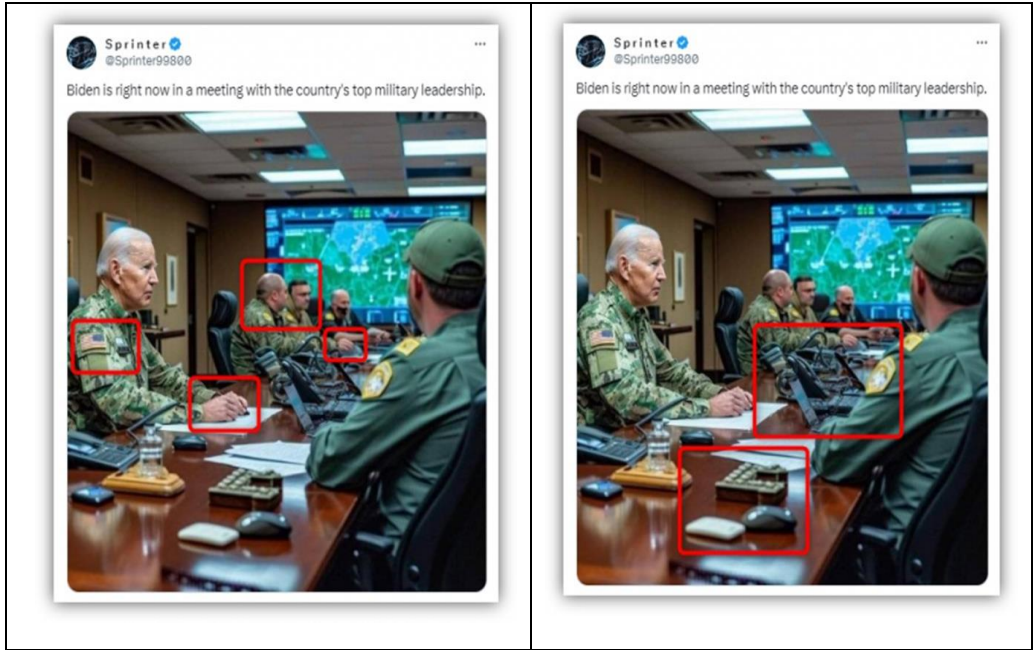 Sprinter
@Sprinter99800
Biden is right now in a meeting with the country's top military leadership.
Sprinter
@Sprinter99800
Biden is right now in a meeting with the country's top military leadership.